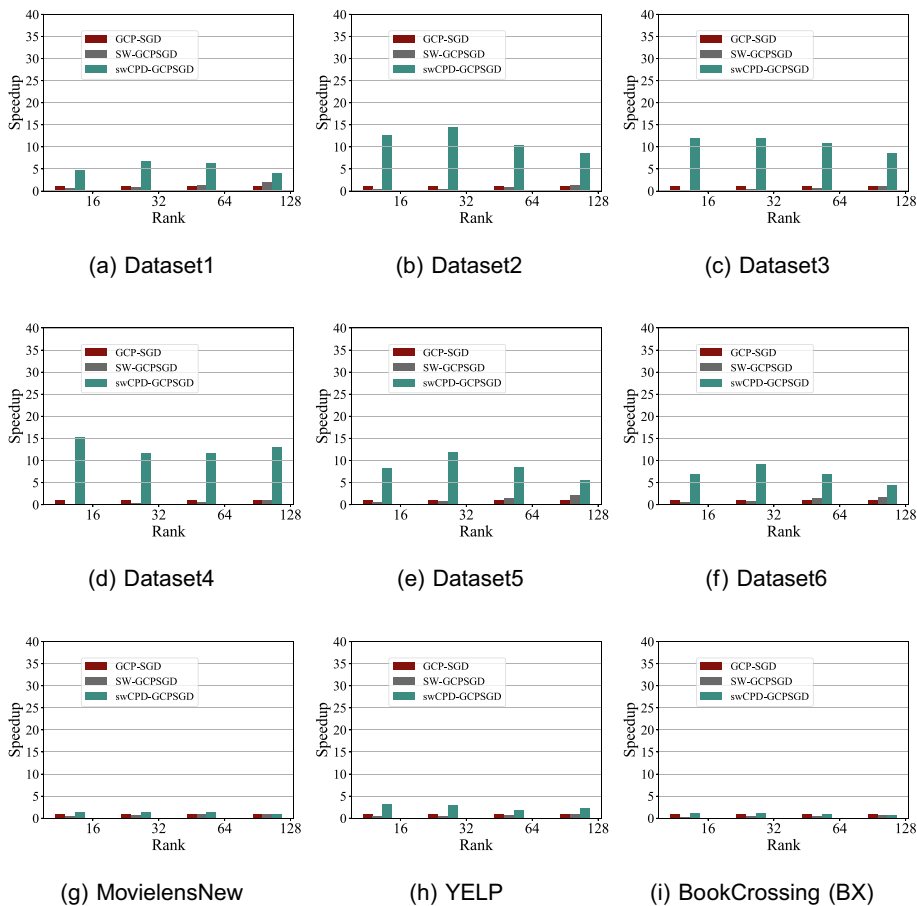 40
35
30
25
20
15
10
5
0
Speedup
GCP-SGD
SW-GCPSGD
swCPD-GCPSGD
16 32 64 128
Rank
(a) Dataset1
40
35
30
25
20
15
10
5
0
Speedup
GCP-SGD
SW-GCPSGD
swCPD-GCPSGD
16 32 64 128
Rank
(b) Dataset2
40
35
30
25
20
15
10
5
0
Speedup
GCP-SGD
SW-GCPSGD
swCPD-GCPSGD
16 32 64 128
Rank
(c) Dataset3
40
35
30
25
20
15
10
5
0
Speedup
GCP-SGD
SW-GCPSGD
swCPD-GCPSGD
16 32 64 128
Rank
(d) Dataset4
40
35
30
25
20
15
10
5
0
Speedup
GCP-SGD
SW-GCPSGD
swCPD-GCPSGD
16 32 64 128
Rank
(e) Dataset5
40
35
30
25
20
15
10
5
0
Speedup
GCP-SGD
SW-GCPSGD
swCPD-GCPSGD
16 32 64 128
Rank
(f) Dataset6
40
35
30
25
20
15
10
5
0
Speedup
GCP-SGD
SW-GCPSGD
swCPD-GCPSGD
16 32 64 128
Rank
(g) MovielensNew
40
35
30
25
20
15
10
5
0
Speedup
GCP-SGD
SW-GCPSGD
swCPD-GCPSGD
16 32 64 128
Rank
(h) YELP
40
35
30
25
20
15
10
5
0
Speedup
GCP-SGD
SW-GCPSGD
swCPD-GCPSGD
16 32 64 128
Rank
(i) BookCrossing (BX)